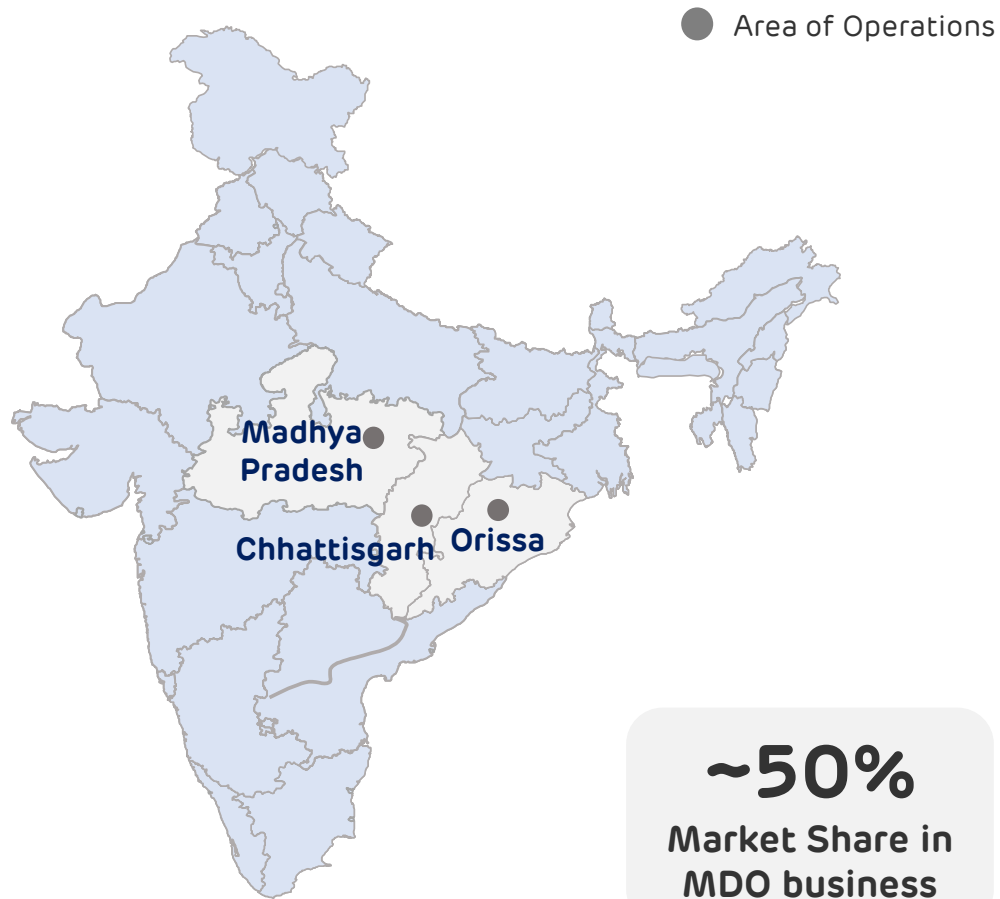 Area of Operations
Madhya
Pradesh
Chhattisgarh
Orissa
~50%
Market Share in
MDO business